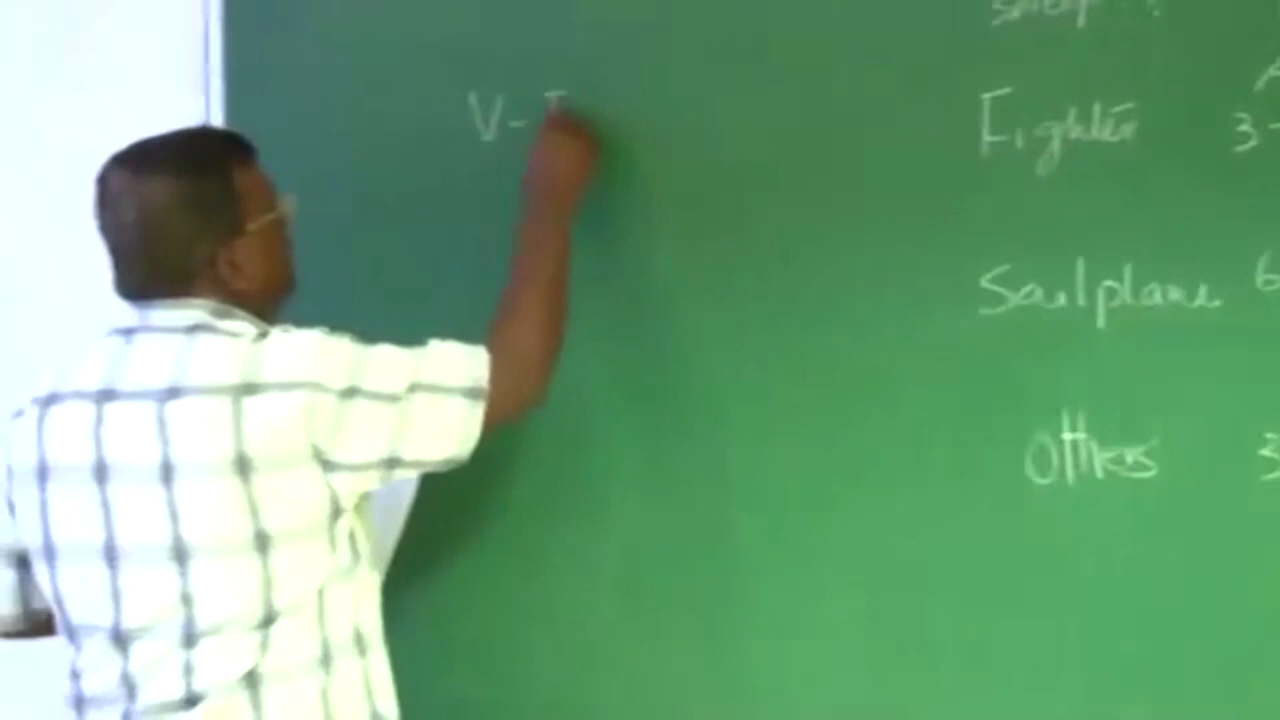 V-
Fighter 3-
Sailplane 6
others 3